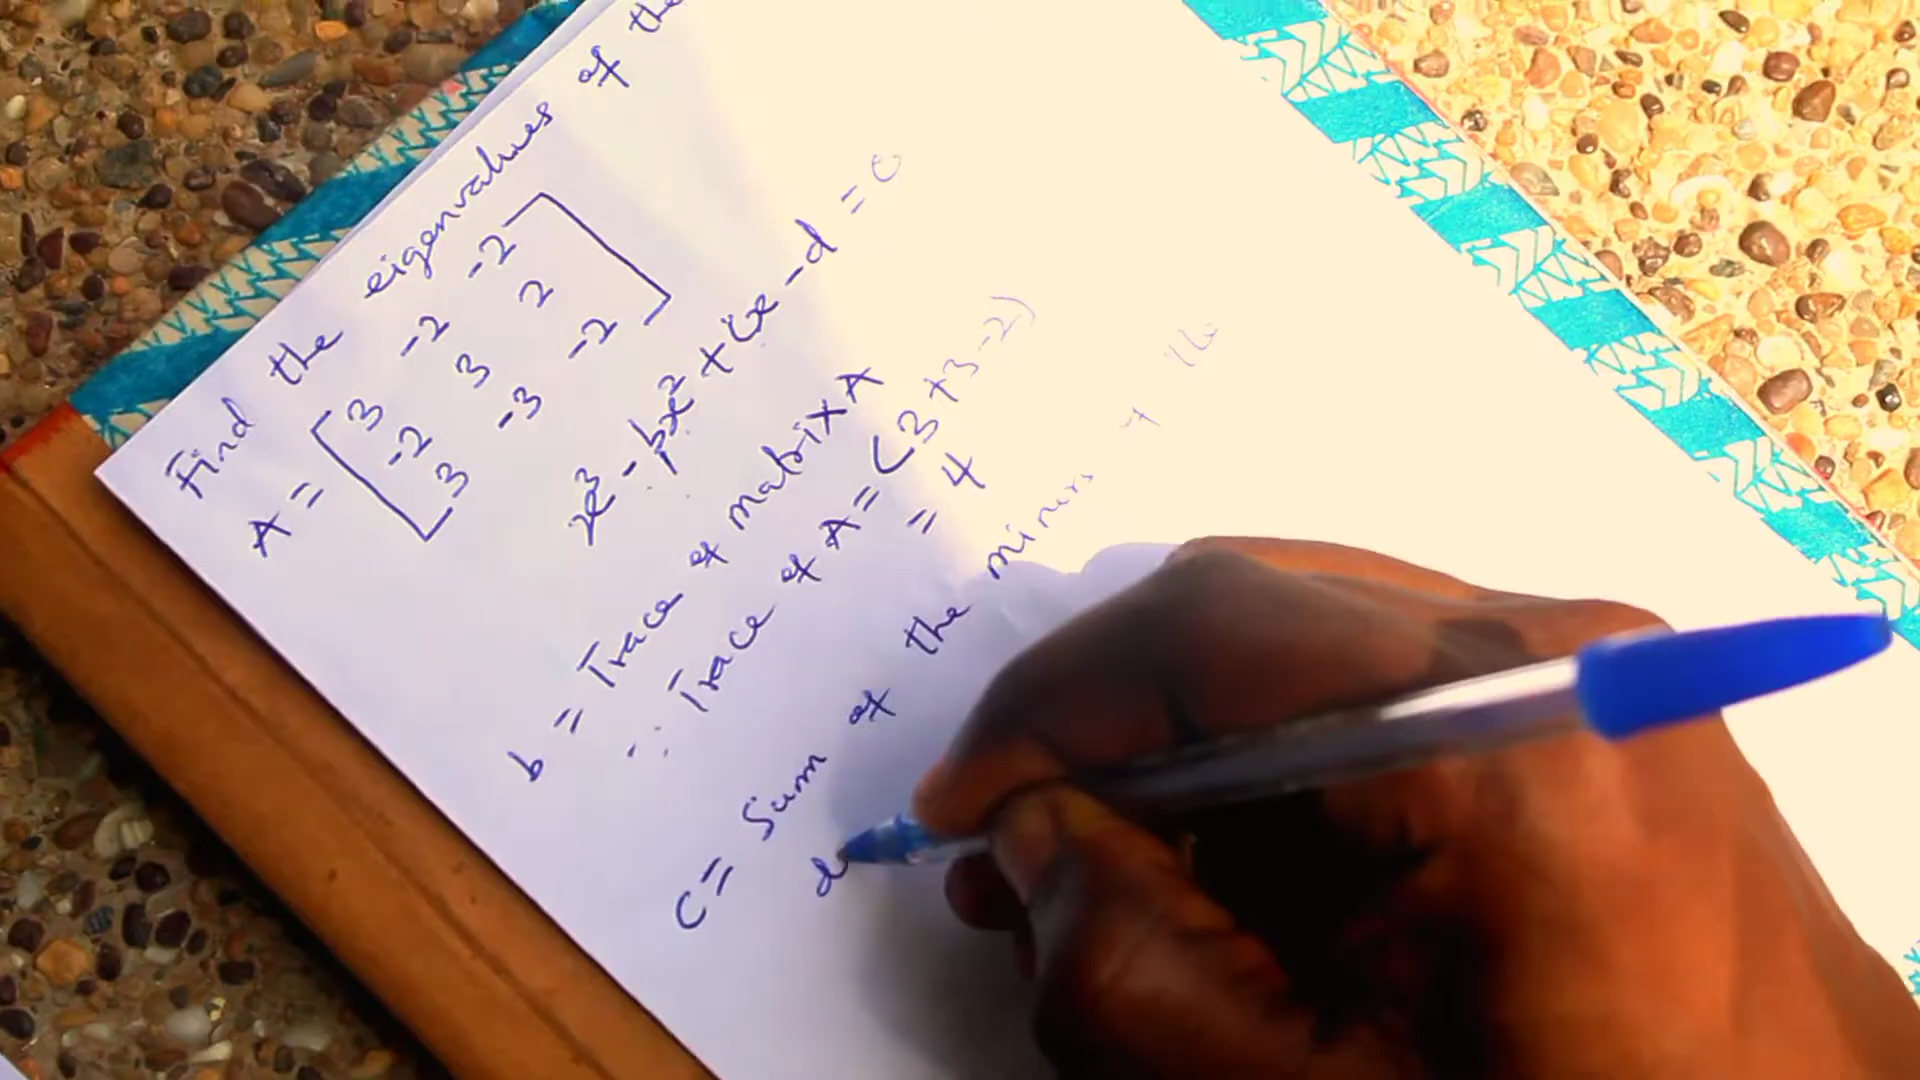 Find the eigenvalues of the
A = [ 3 -2 -2
-2 3 2
3 -3 -2 ]
x³ - bx² + cx - d = 0
b = Trace of matrix A
∴ Trace of A = (3+3-2)
= 4
C = Sum of the minors of the
d